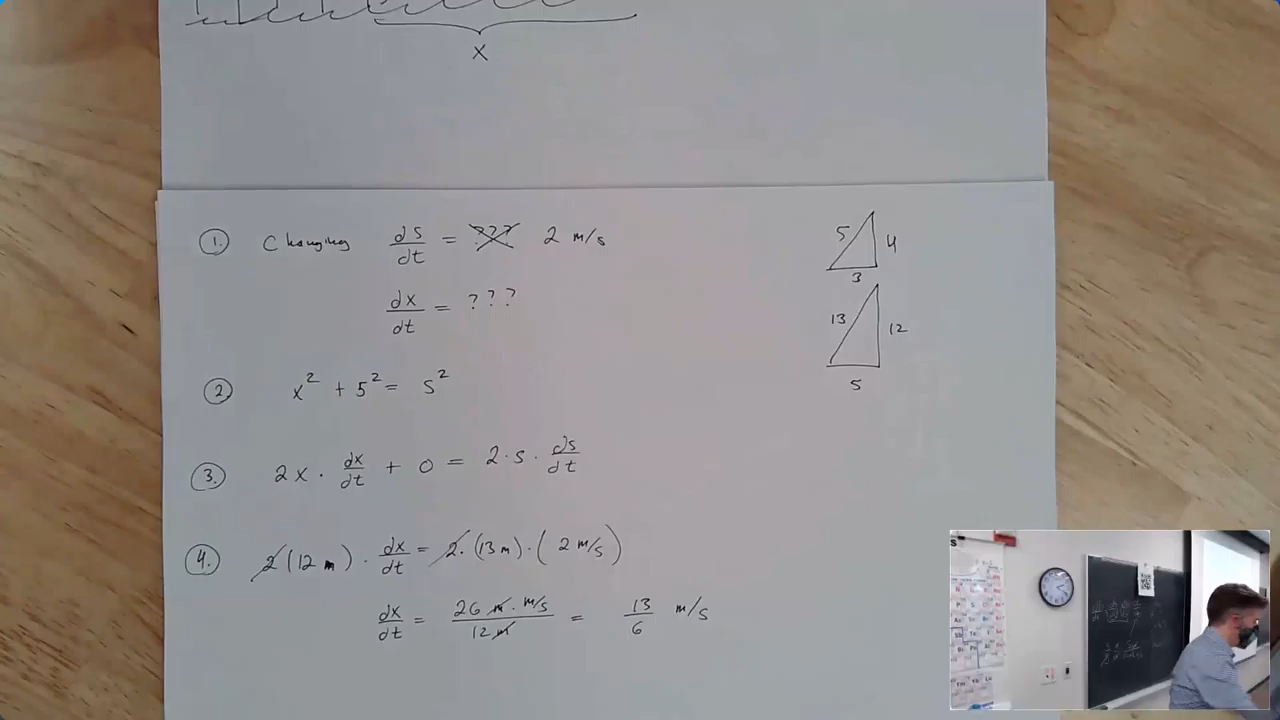 x
1. Changing ds/dt = ??? 2 m/s
dx/dt = ???
2. x² + 5² = s²
3. 2x · dx/dt + 0 = 2·s· ds/dt
4. 2(12 m) · dx/dt = 2·(13 m)·(2 m/s)
dx/dt = 26 m·m/s / 12 m = 13/6 m/s
5
4
3
13
12
5